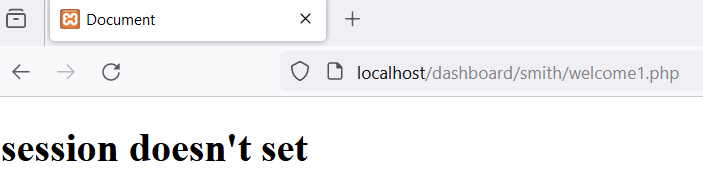 Document
localhost/dashboard/smith/welcome1.php
session doesn't set